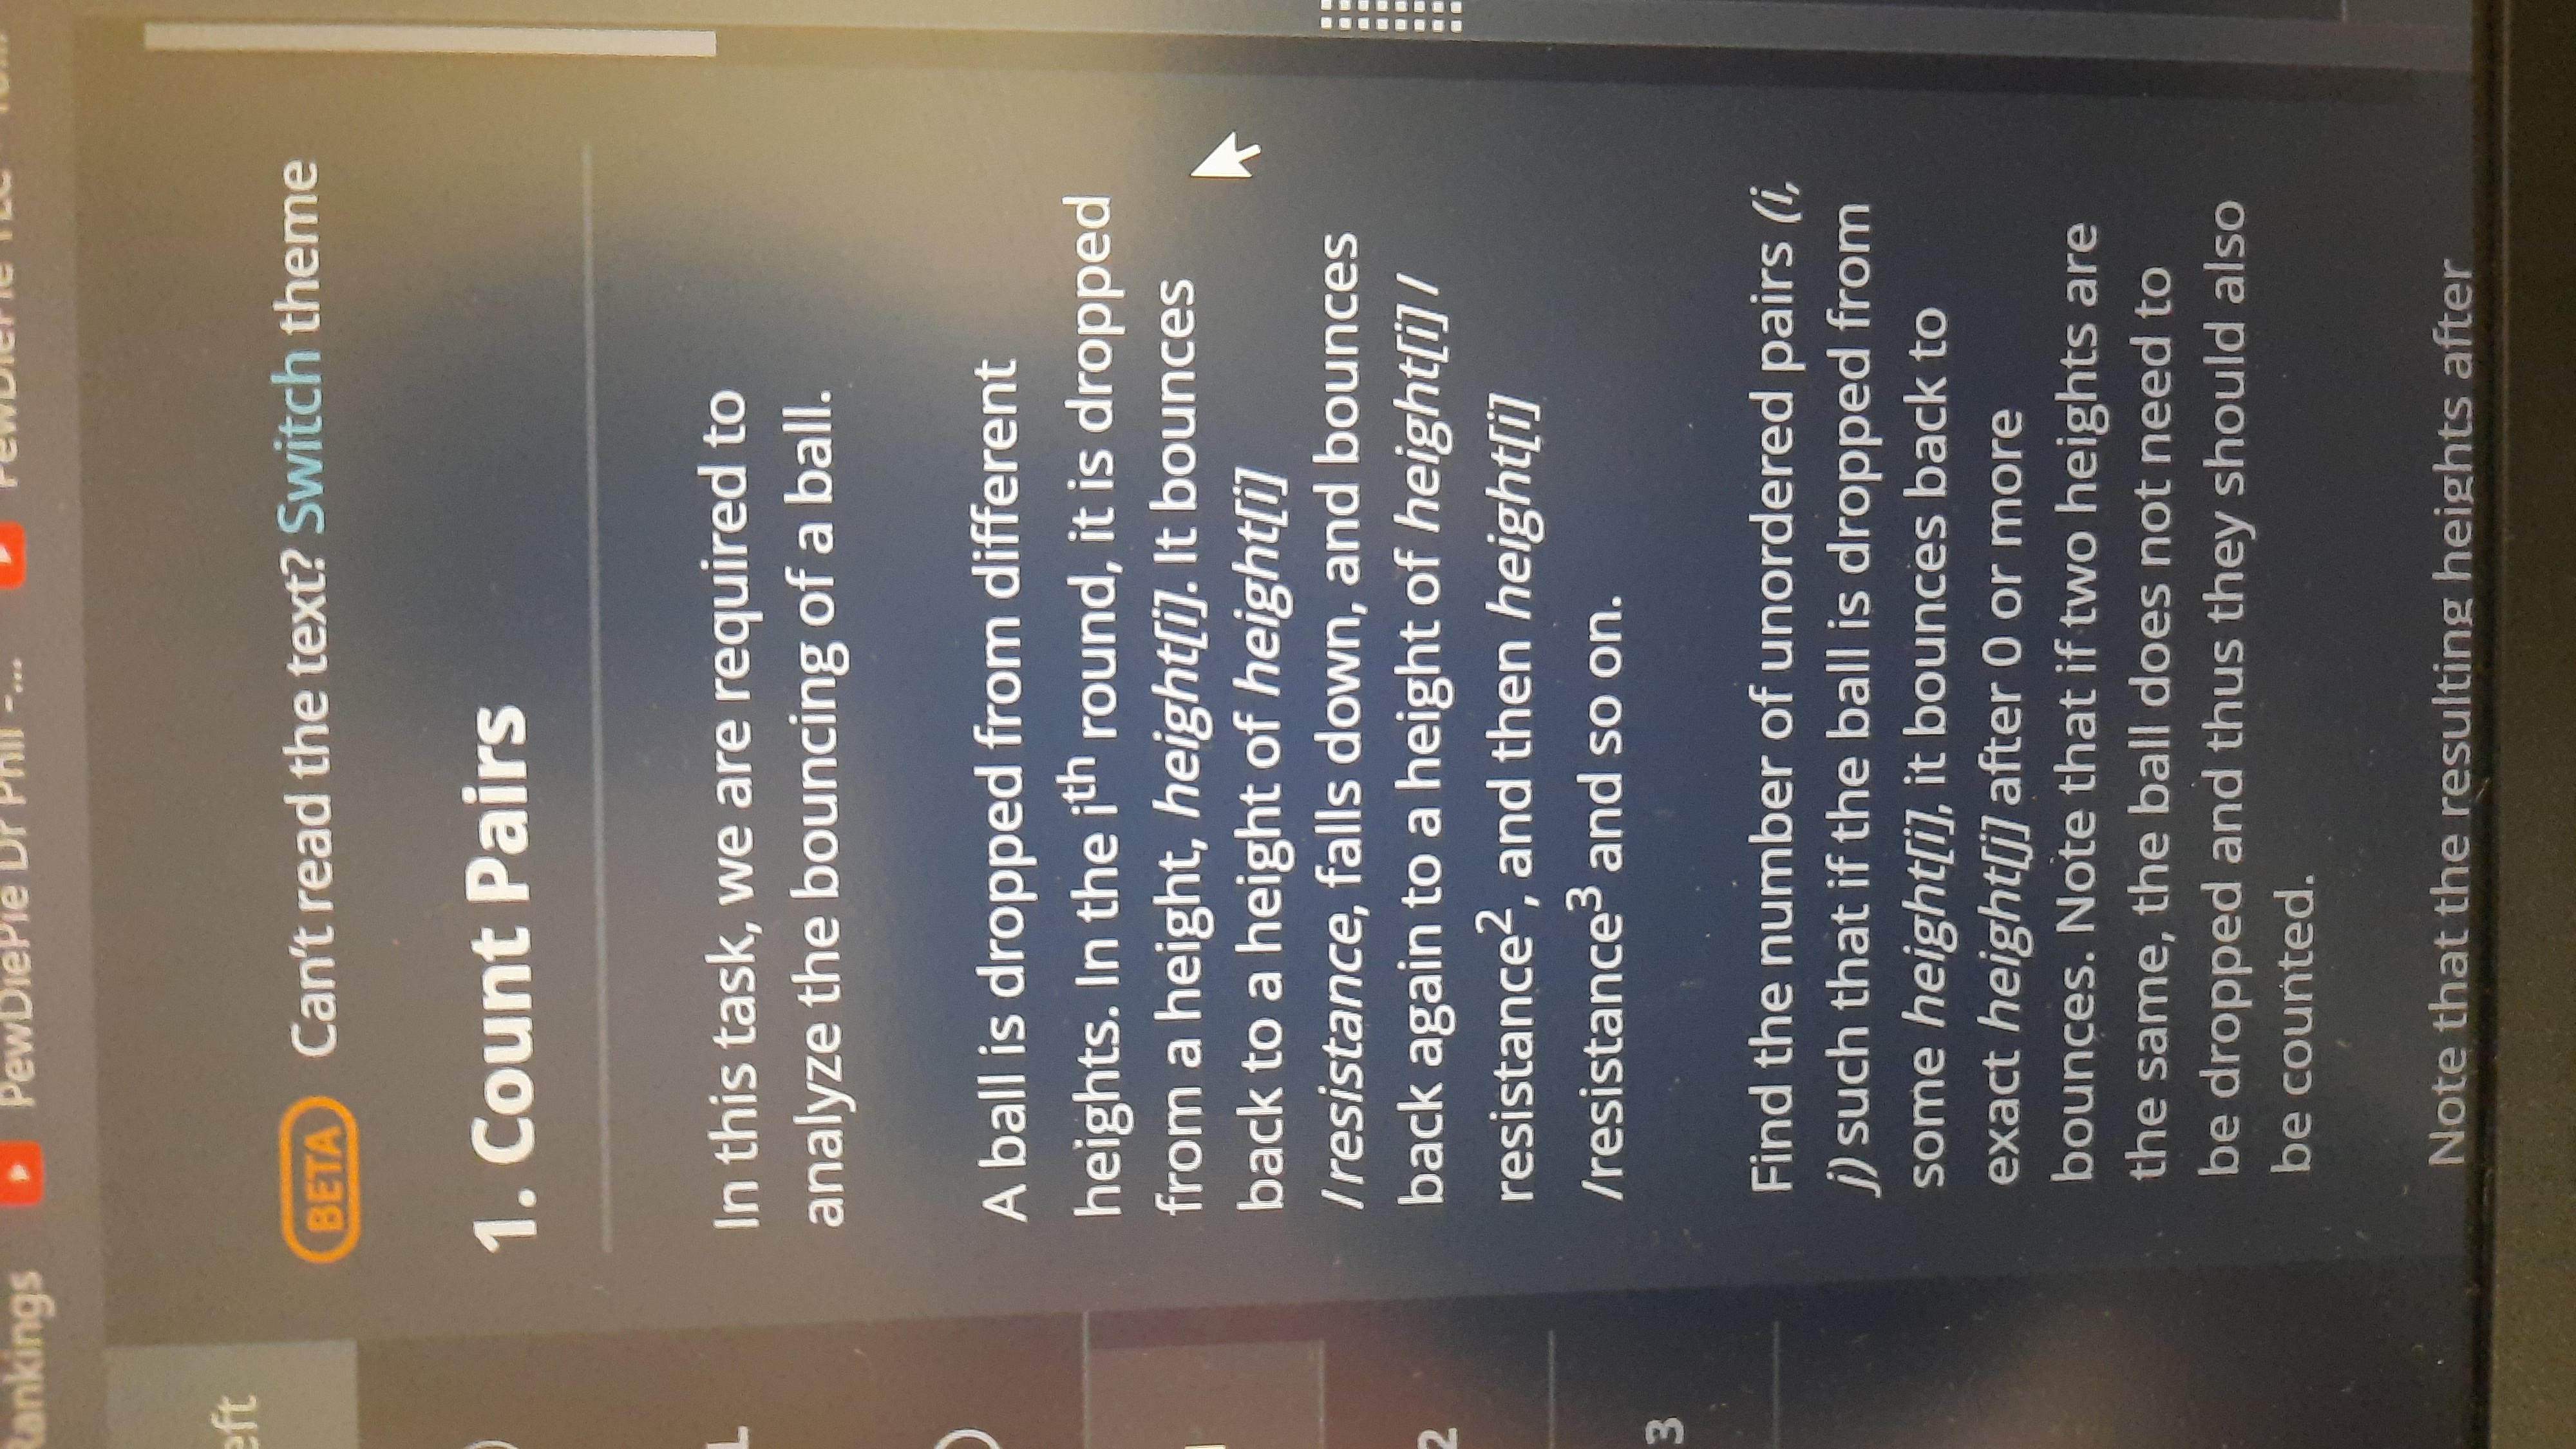 Rankings PewDiePie Dr Phil -...
eft
BETA Can't read the text? Switch theme
1. Count Pairs
In this task, we are required to
analyze the bouncing of a ball.
A ball is dropped from different
heights. In the ith round, it is dropped
from a height, height[i]. It bounces
back to a height of height[i]
/resistance, falls down, and bounces
back again to a height of height[i] /
resistance2, and then height[i]
/resistance3 and so on.
2
3
Find the number of unordered pairs (i,
j) such that if the ball is dropped from
some height[i], it bounces back to
exact height[j] after 0 or more
bounces. Note that if two heights are
the same, the ball does not need to
be dropped and thus they should also
be counted.
Note that the resulting heights after